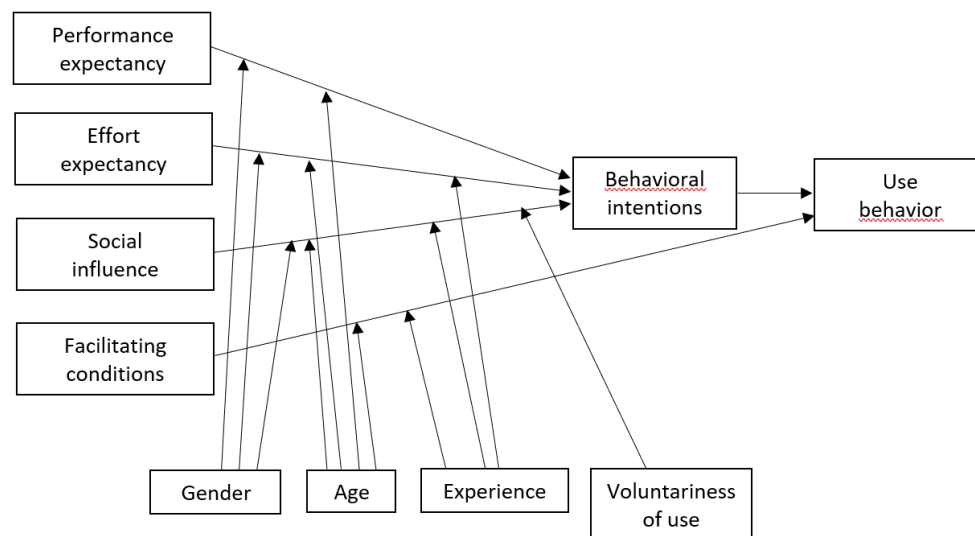 Performance
expectancy
Effort
expectancy
Social
influence
Facilitating
conditions
Behavioral
intentions
Use
behavior
Gender
Age
Experience
Voluntariness
of use